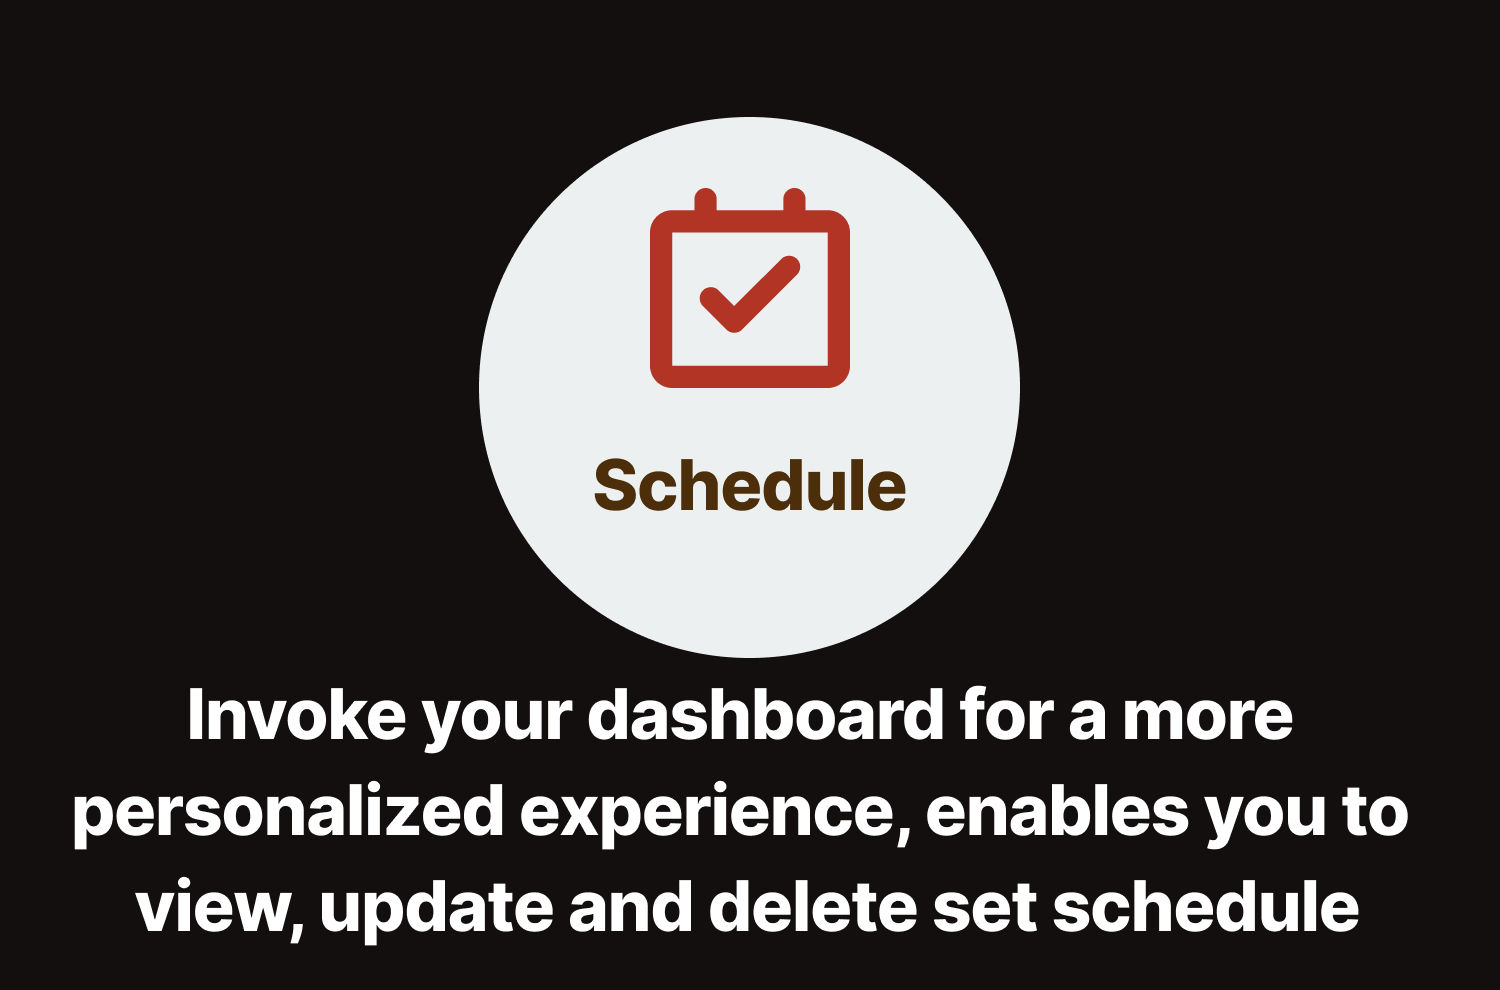 Schedule
Invoke your dashboard for a more
personalized experience, enables you to
view, update and delete set schedule